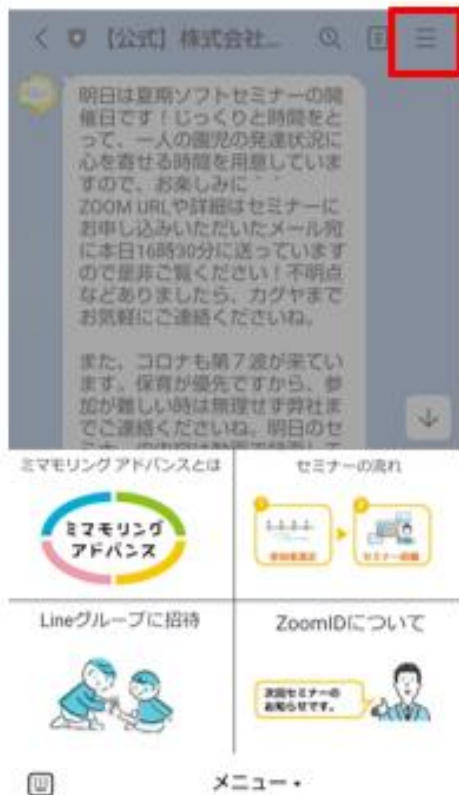 【公式】株式会社...
明日は夏期ソフトセミナーの開
催日です！じっくりと時間をと
って、一人の園児の発達状況に
心を寄せる時間を用意していま
すので、お楽しみに
ZOOM URLや詳細はセミナーに
お申し込みいただいたメール宛
に本日16時30分に送っています
ので是非ご覧ください！不明点
などありましたら、カグヤまで
お気軽にご連絡くださいね。
また、コロナも第7波が来てい
ます。保育が優先ですから、参
加が難しい時は無理せず弊社ま
でご連絡くださいね。明日のセ
ミマモリングアドバンスとは
セミナーの流れ
ミマモリング
アドバンス
1
2
Lineグループに招待
ZoomIDについて
次回セミナーの
お知らせです。
メニュー